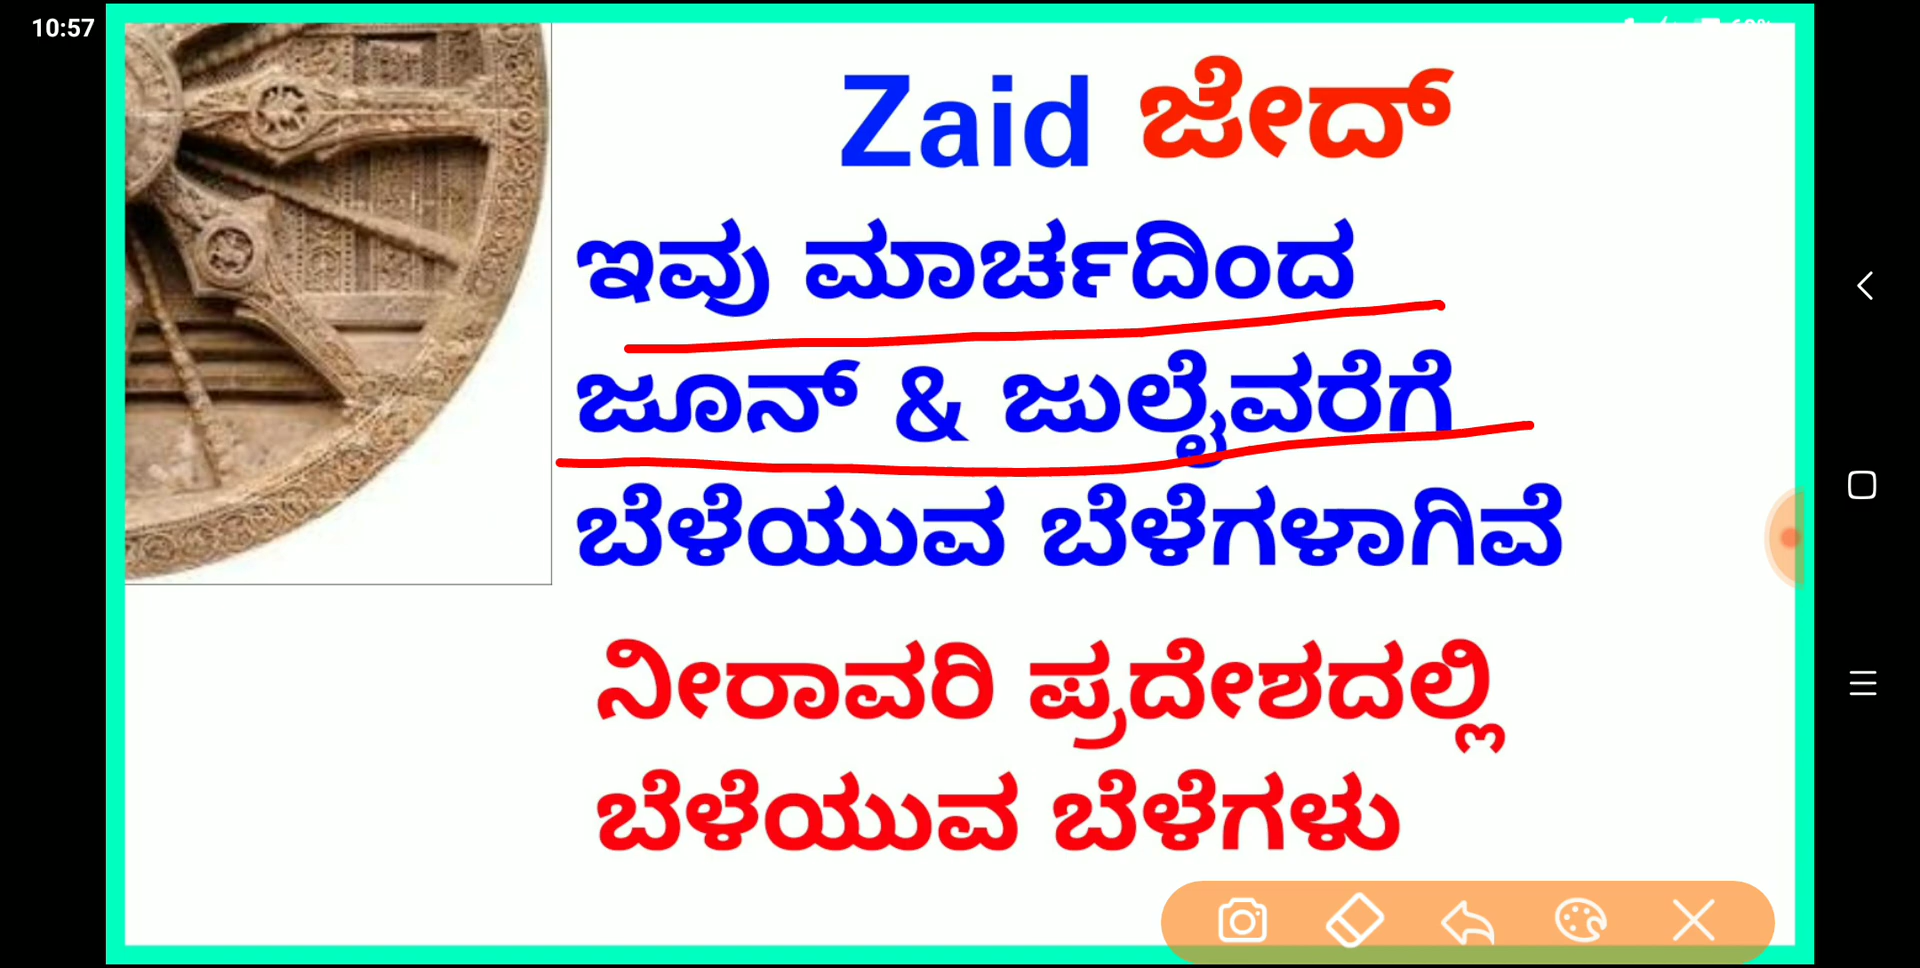 10:57
Zaid ಜೇದ್
ಇವು ಮಾರ್ಚದಿಂದ
ಜೂನ್ & ಜುಲೈವರೆಗೆ
ಬೆಳೆಯುವ ಬೆಳೆಗಳಾಗಿವೆ
ನೀರಾವರಿ ಪ್ರದೇಶದಲ್ಲಿ
ಬೆಳೆಯುವ ಬೆಳೆಗಳು